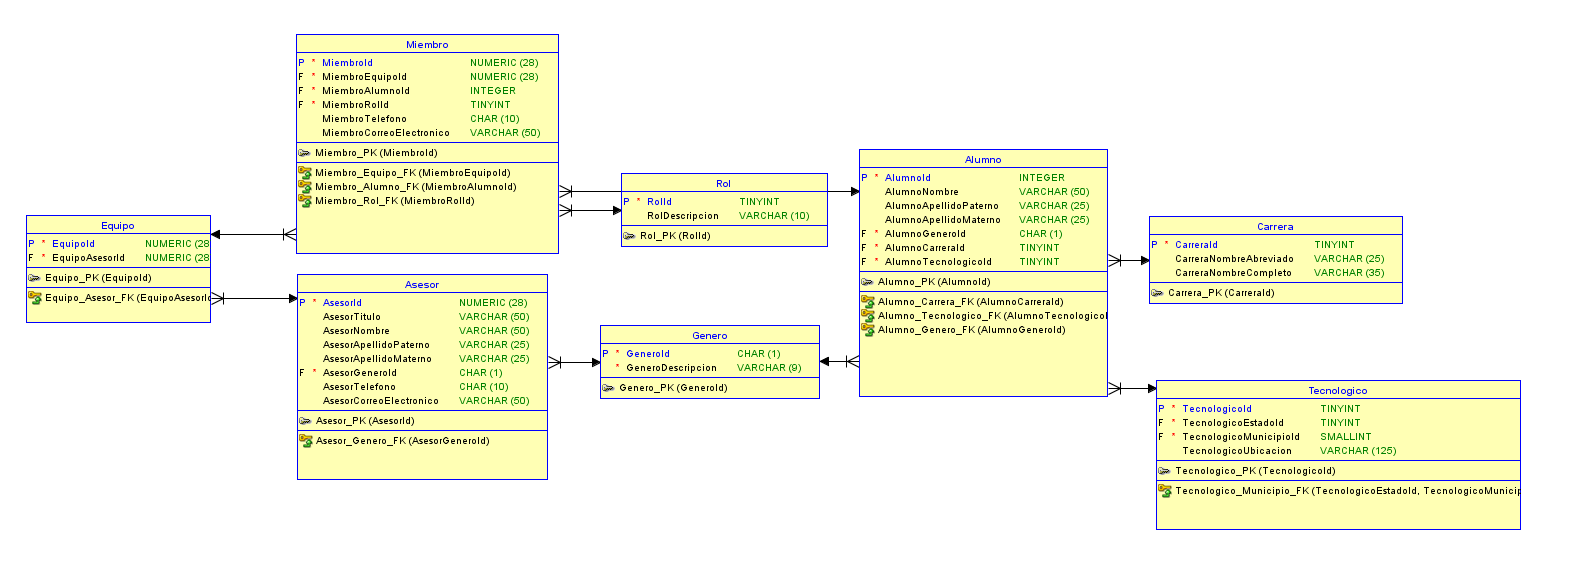 Miembro
P * MiembroId NUMERIC (28)
F * MiembroEquipoId NUMERIC (28)
F * MiembroAlumnoId INTEGER
F * MiembroRolId TINYINT
MiembroTelefono CHAR (10)
MiembroCorreoElectronico VARCHAR (50)
Miembro_PK (MiembroId)
Miembro_Equipo_FK (MiembroEquipoId)
Miembro_Alumno_FK (MiembroAlumnoId)
Miembro_Rol_FK (MiembroRolId)
Equipo
P * EquipoId NUMERIC (28
F * EquipoAsesorId NUMERIC (28
Equipo_PK (EquipoId)
Equipo_Asesor_FK (EquipoAsesorId
Asesor
P * AsesorId NUMERIC (28)
AsesorTitulo VARCHAR (50)
AsesorNombre VARCHAR (50)
AsesorApellidoPaterno VARCHAR (25)
AsesorApellidoMaterno VARCHAR (25)
F * AsesorGeneroId CHAR (1)
AsesorTelefono CHAR (10)
AsesorCorreoElectronico VARCHAR (50)
Asesor_PK (AsesorId)
Asesor_Genero_FK (AsesorGeneroId)
Rol
P * RolId TINYINT
RolDescripcion VARCHAR (10)
Rol_PK (RolId)
Genero
P * GeneroId CHAR (1)
* GeneroDescripcion VARCHAR (9)
Genero_PK (GeneroId)
Alumno
P * AlumnoId INTEGER
AlumnoNombre VARCHAR (50)
AlumnoApellidoPaterno VARCHAR (25)
AlumnoApellidoMaterno VARCHAR (25)
F * AlumnoGeneroId CHAR (1)
F * AlumnoCarreraId TINYINT
F * AlumnoTecnologicoId TINYINT
Alumno_PK (AlumnoId)
Alumno_Carrera_FK (AlumnoCarreraId)
Alumno_Tecnologico_FK (AlumnoTecnologicoI
Alumno_Genero_FK (AlumnoGeneroId)
Carrera
P * CarreraId TINYINT
CarreraNombreAbreviado VARCHAR (25)
CarreraNombreCompleto VARCHAR (35)
Carrera_PK (CarreraId)
Tecnologico
P * TecnologicoId TINYINT
F * TecnologicoEstadoId TINYINT
F * TecnologicoMunicipioId SMALLINT
TecnologicoUbicacion VARCHAR (125)
Tecnologico_PK (TecnologicoId)
Tecnologico_Municipio_FK (TecnologicoEstadoId, TecnologicoMunicip